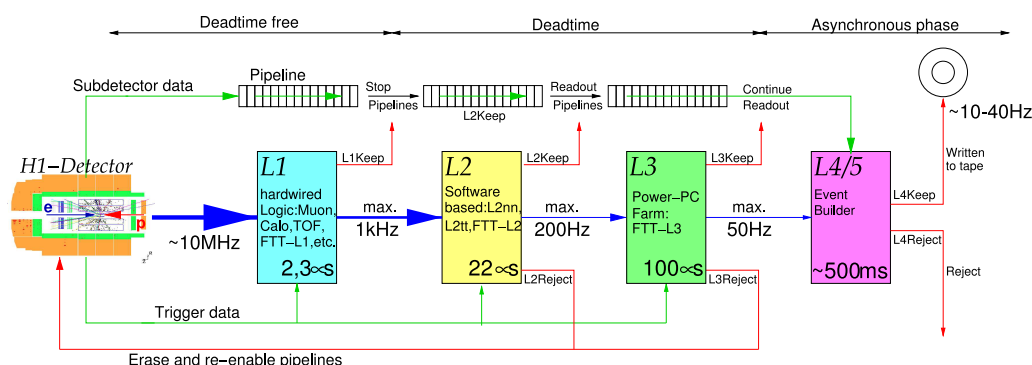 Deadtime free
Deadtime
Asynchronous phase
Subdetector data
Pipeline
Stop
Pipelines
L2Keep
Readout
Pipelines
Continue
Readout
~10-40Hz
H1-Detector
e
p
~10MHz
L1
hardwired
Logic:Muon,
Calo,TOF,
FTT-L1,etc.
2,3∝s
L1Keep
max.
1kHz
L2
Software
based:L2nn,
L2tt,FTT-L2
22∝s
L2Keep
L2Reject
max.
200Hz
L3
Power-PC
Farm:
FTT-L3
100∝s
L3Keep
L3Reject
max.
50Hz
L4/5
Event
Builder
~500ms
L4Keep
Written
to tape
L4Reject
Reject
Trigger data
Erase and re-enable pipelines